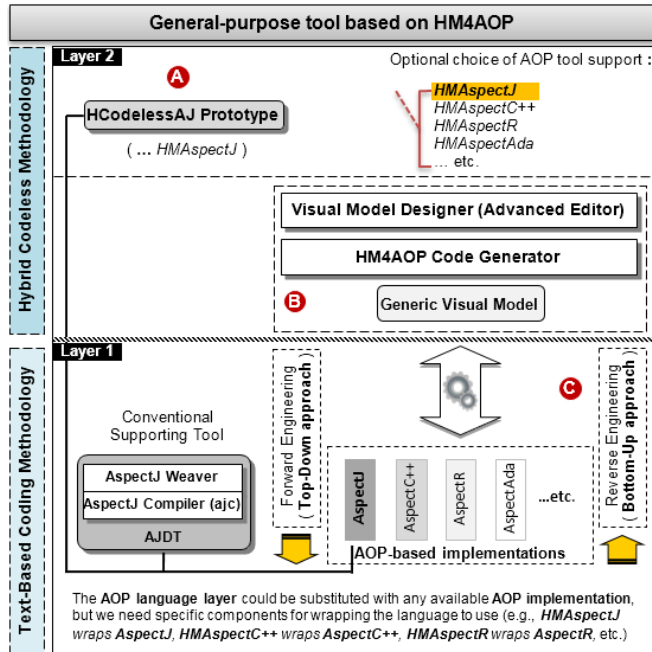 General-purpose tool based on HM4AOP
Hybrid Codeless Methodology
Layer 2
A
Optional choice of AOP tool support :
HMAspectJ
HMAspectC++
HMAspectR
HMAspectAda
... etc.
HCodelessAJ Prototype
( ... HMAspectJ )
Visual Model Designer (Advanced Editor)
HM4AOP Code Generator
B
Generic Visual Model
Text-Based Coding Methodology
Layer 1
Conventional
Supporting Tool
AspectJ Weaver
AspectJ Compiler (ajc)
AJDT
Forward Engineering
( Top-Down approach )
C
Reverse Engineering
( Bottom-Up approach )
AspectJ
AspectC++
AspectR
AspectAda
...etc.
AOP-based implementations
The AOP language layer could be substituted with any available AOP implementation,
but we need specific components for wrapping the language to use (e.g., HMAspectJ
wraps AspectJ, HMAspectC++ wraps AspectC++, HMAspectR wraps AspectR, etc.)